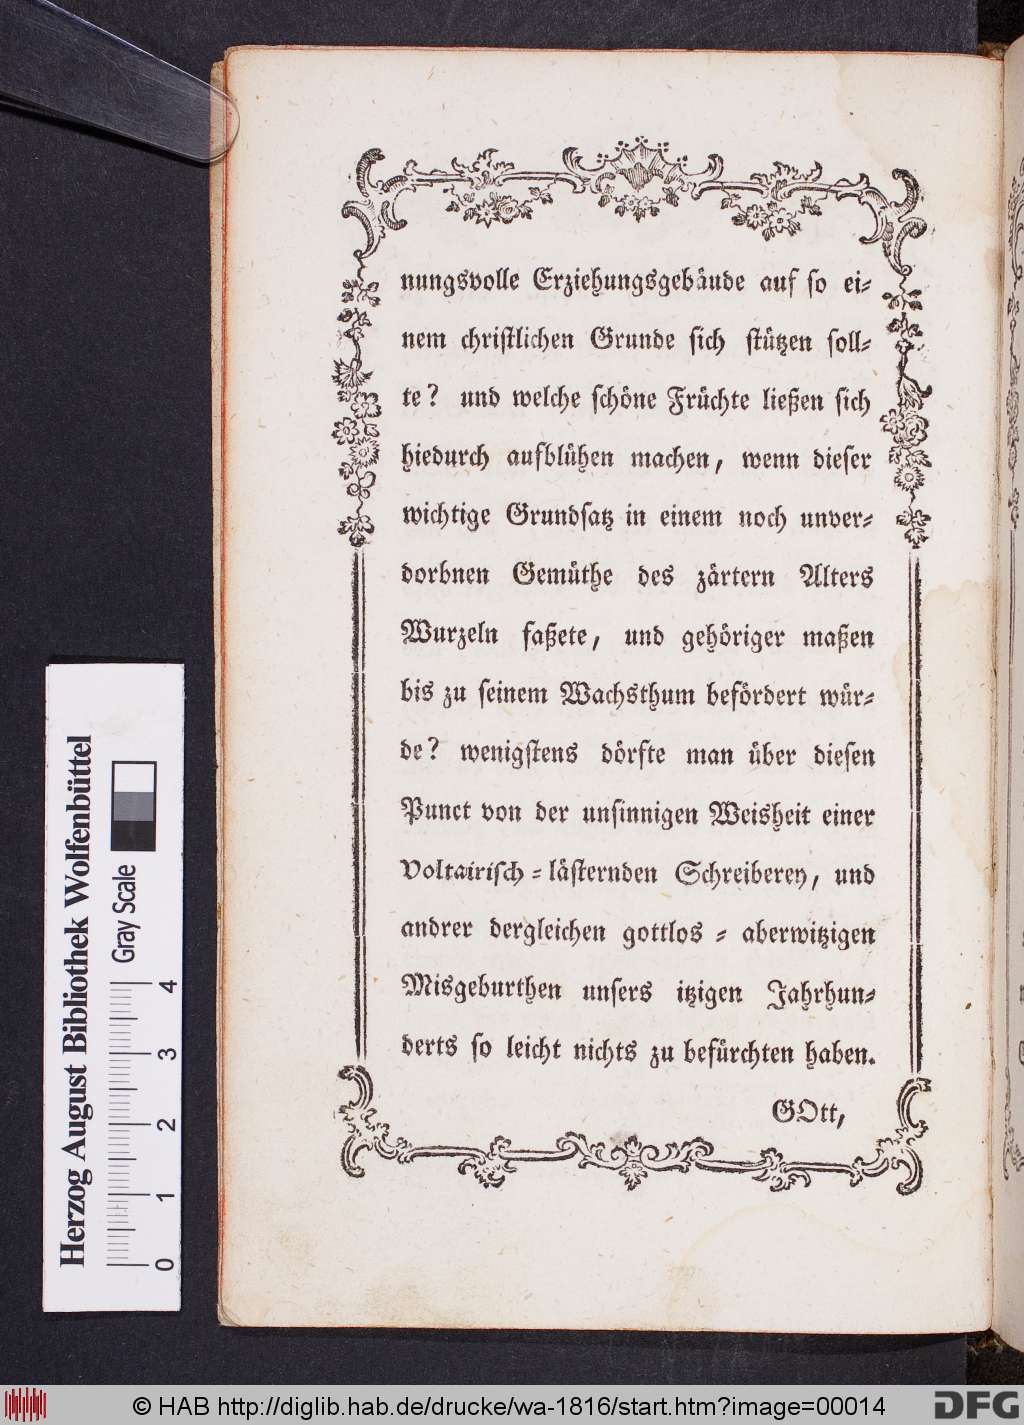 nungsvolle Erziehungsgebäude auf so ei-
nem christlichen Grunde sich stützen soll-
te? und welche schöne Früchte ließen sich
hiedurch aufblühen machen, wenn dieser
wichtige Grundsatz in einem noch unver-
dorbnen Gemüthe des zärtern Alters
Wurzeln faßete, und gehöriger maßen
bis zu seinem Wachsthum befördert wür-
de? wenigstens dörfte man über diesen
Punct von der unsinnigen Weisheit einer
Voltairisch-lästernden Schreiberey, und
andrer dergleichen gottlos-aberwitzigen
Misgeburthen unsers itzigen Jahrhun-
derts so leicht nichts zu befürchten haben.
GOtt,
Herzog August Bibliothek Wolfenbüttel
Gray Scale
0 1 2 3 4
© HAB http://diglib.hab.de/drucke/wa-1816/start.htm?image=00014
DFG